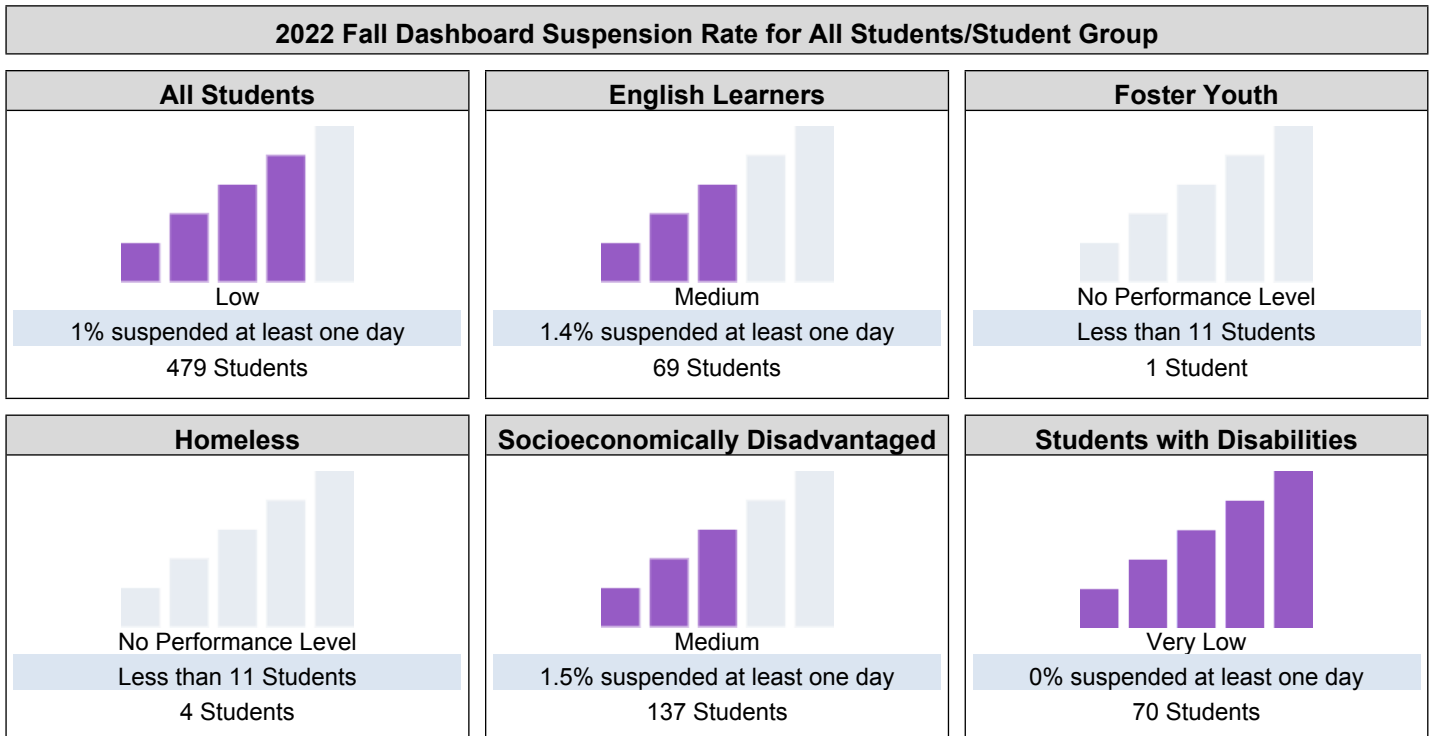 2022 Fall Dashboard Suspension Rate for All Students/Student Group
All Students
Low
1% suspended at least one day
479 Students
English Learners
Medium
1.4% suspended at least one day
69 Students
Foster Youth
No Performance Level
Less than 11 Students
1 Student
Homeless
No Performance Level
Less than 11 Students
4 Students
Socioeconomically Disadvantaged
Medium
1.5% suspended at least one day
137 Students
Students with Disabilities
Very Low
0% suspended at least one day
70 Students